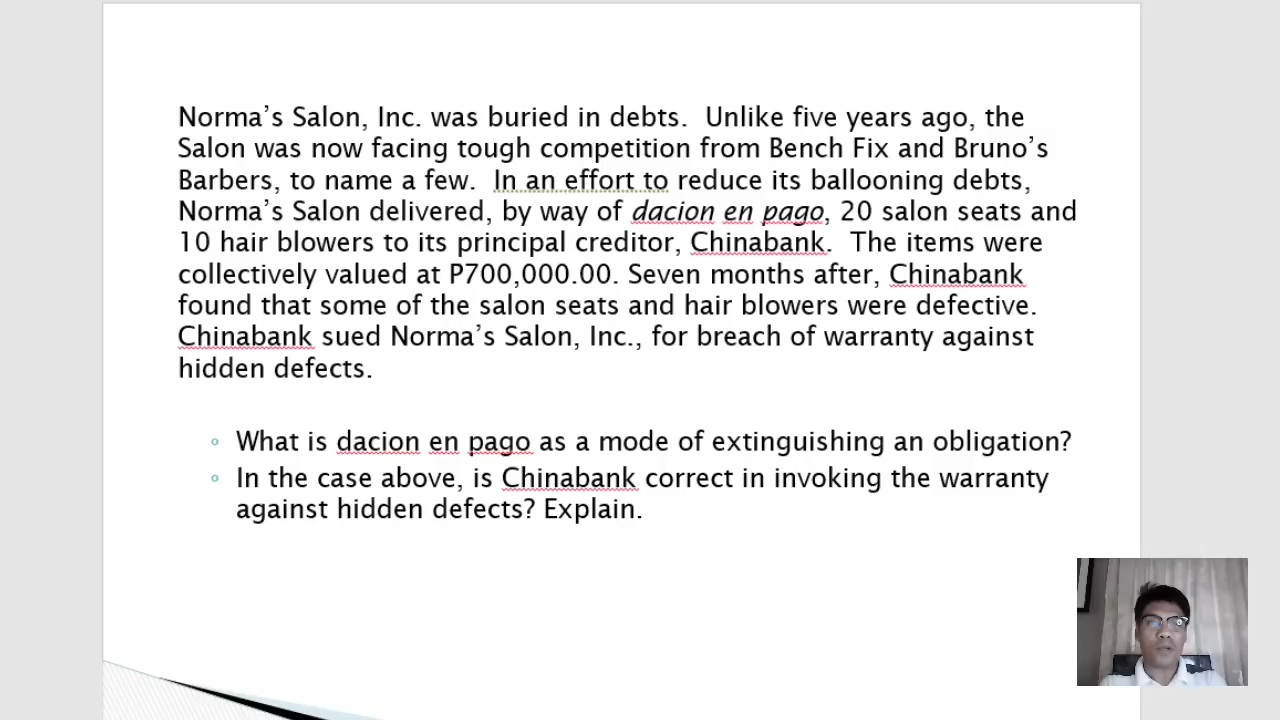 Norma’s Salon, Inc. was buried in debts.  Unlike five years ago, the
Salon was now facing tough competition from Bench Fix and Bruno’s
Barbers, to name a few.  In an effort to reduce its ballooning debts,
Norma’s Salon delivered, by way of dacion en pago, 20 salon seats and
10 hair blowers to its principal creditor, Chinabank.  The items were
collectively valued at P700,000.00. Seven months after, Chinabank
found that some of the salon seats and hair blowers were defective.
Chinabank sued Norma’s Salon, Inc., for breach of warranty against
hidden defects.
What is dacion en pago as a mode of extinguishing an obligation?
In the case above, is Chinabank correct in invoking the warranty
against hidden defects? Explain.